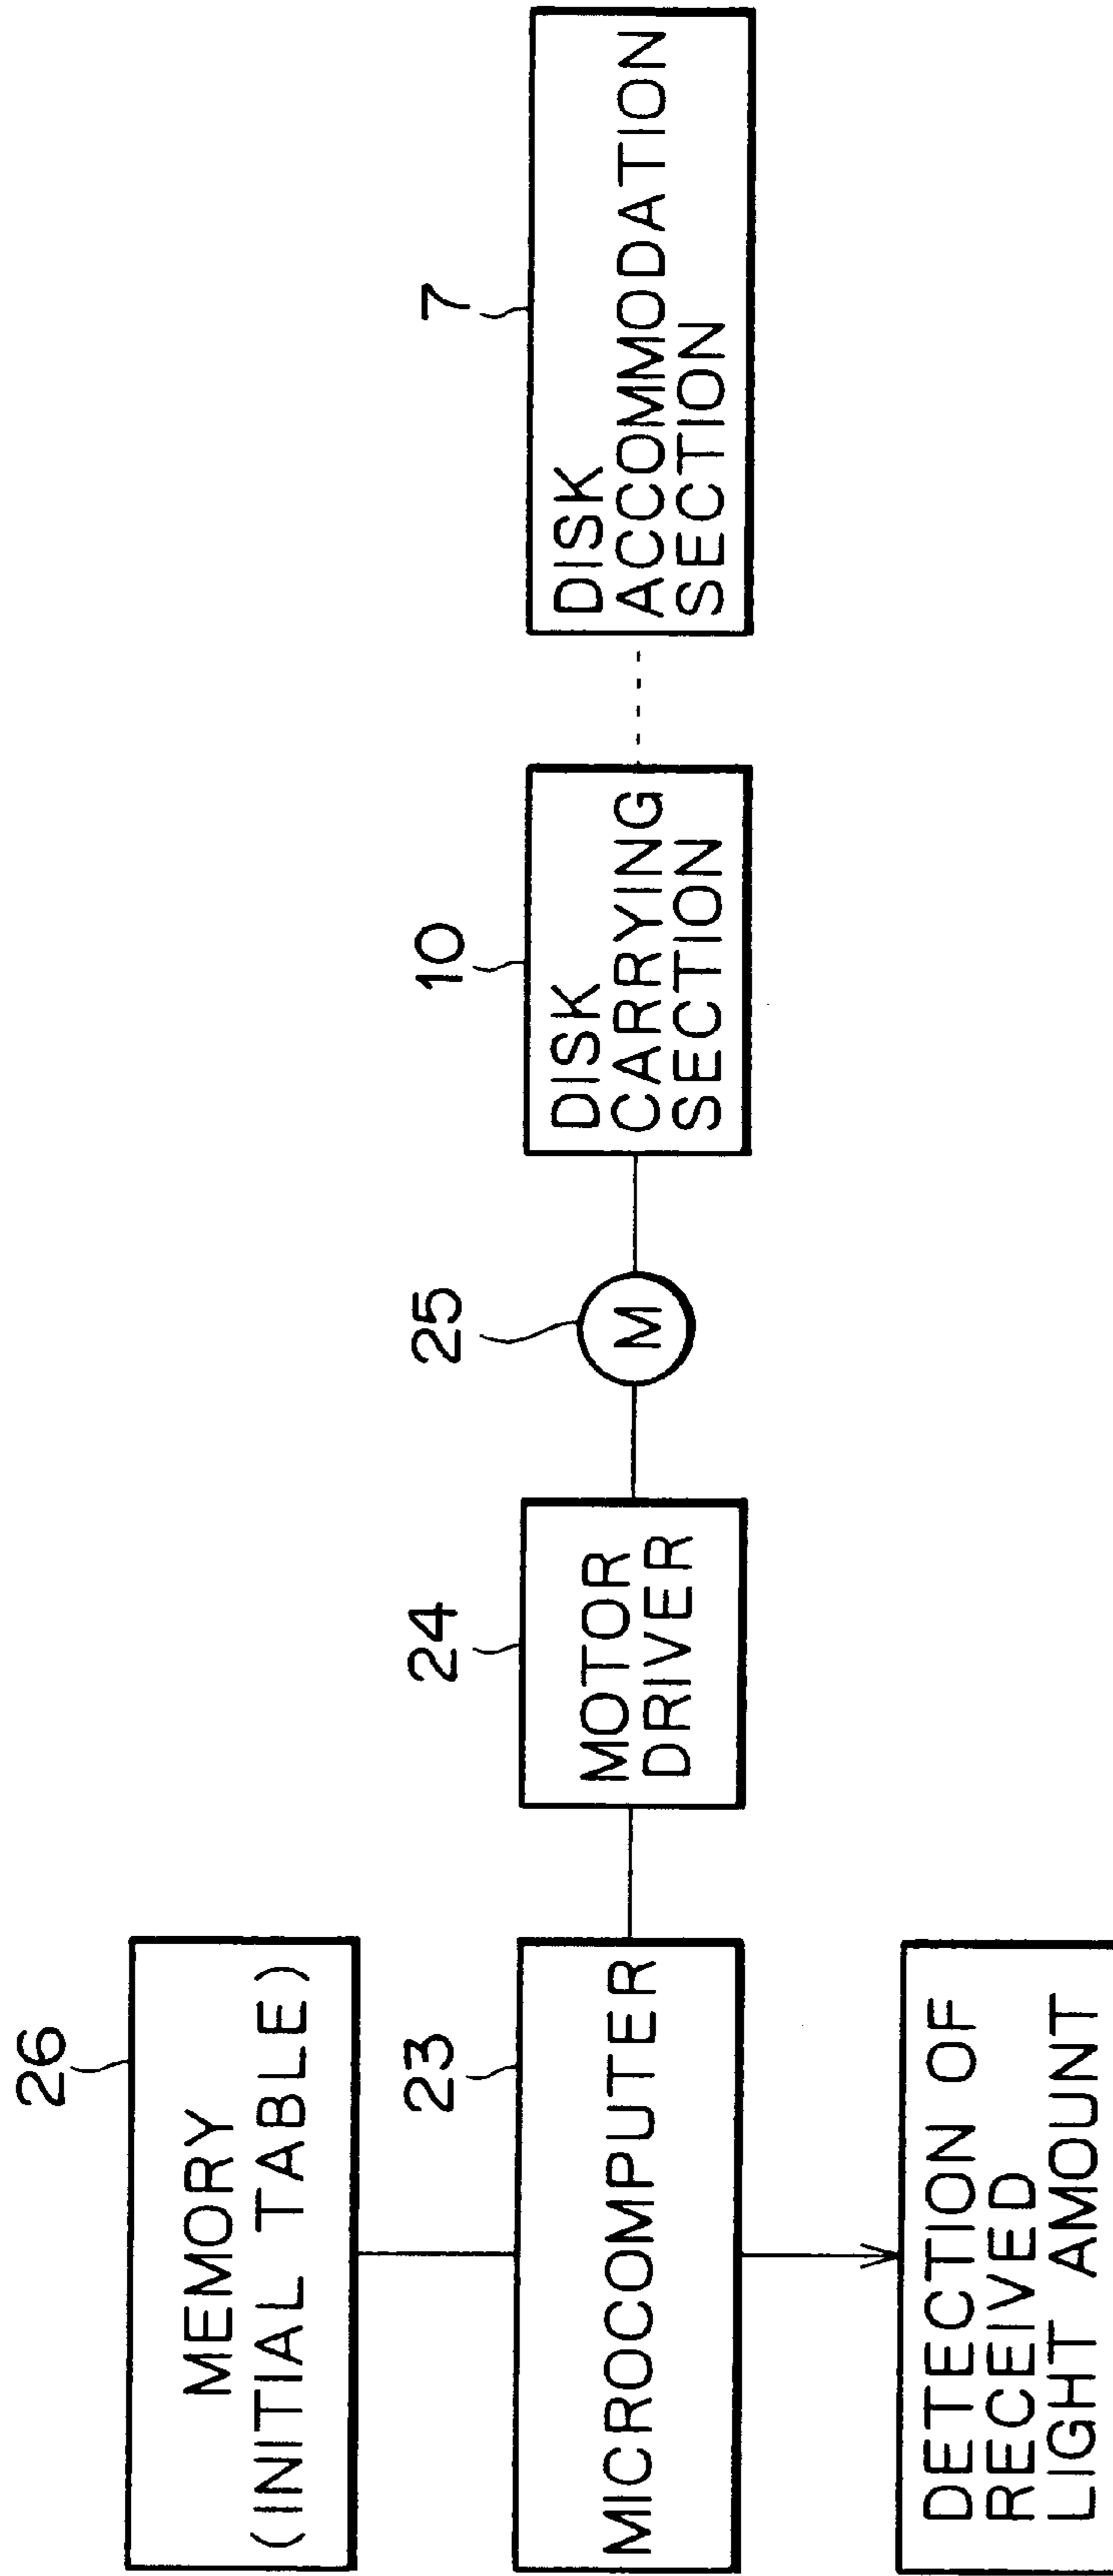 26
MEMORY
(INITIAL TABLE)
23
MICROCOMPUTER
DETECTION OF
RECEIVED
LIGHT AMOUNT
24
MOTOR
DRIVER
25
M
10
DISK
CARRYING
SECTION
7
DISK
ACCOMMODATION
SECTION